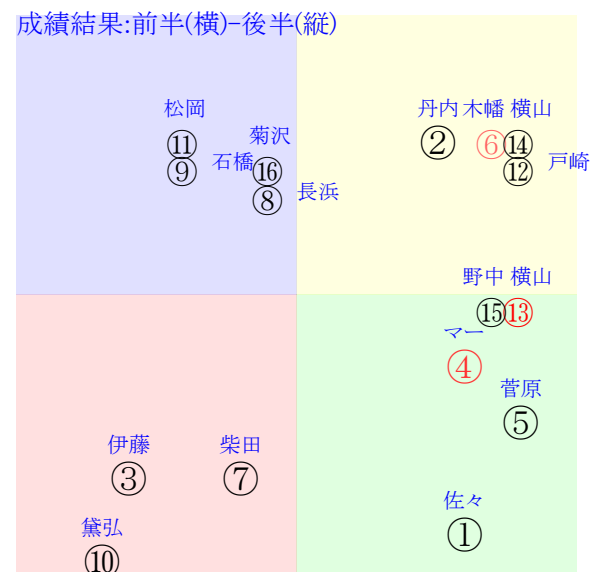 成績結果:前半(横)-後半(縦)
松岡
丹内 木幡 横山
菊沢
⑪
②
⑥
⑭
石橋
戸崎
⑨
⑯
⑫
長浜
⑧
野中 横山
⑮
⑬
マー
④
菅原
⑤
伊藤
柴田
③
⑦
佐々
黛弘
①
⑩